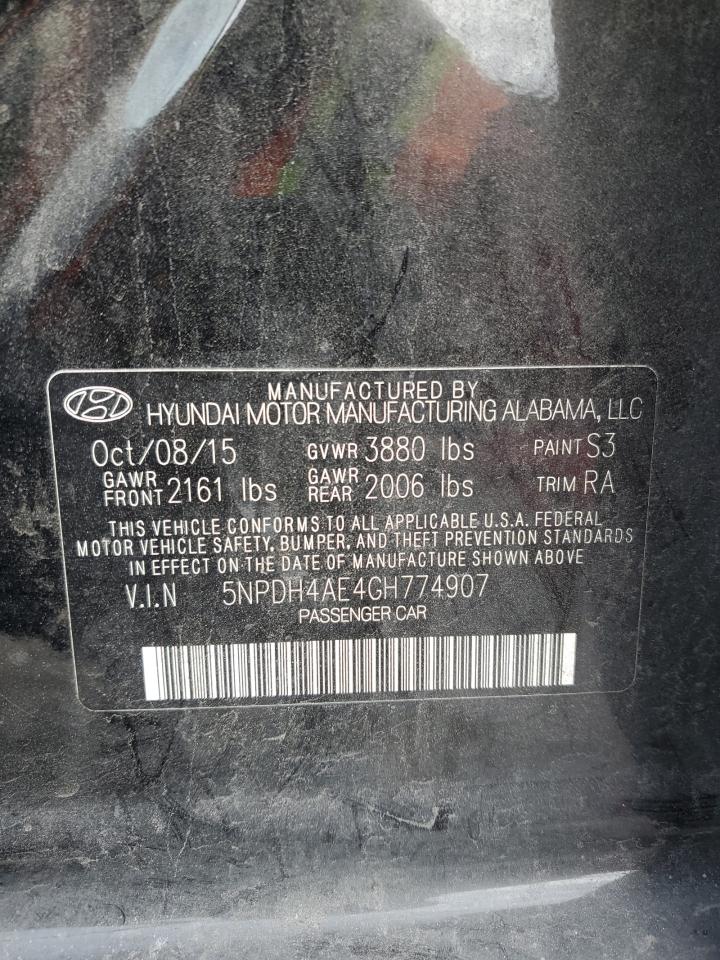 MANUFACTURED BY
HYUNDAI MOTOR MANUFACTURING ALABAMA, LLC
Oct/08/15 GVWR 3880 lbs PAINT S3
GAWR FRONT 2161 lbs GAWR REAR 2006 lbs TRIM RA
THIS VEHICLE CONFORMS TO ALL APPLICABLE U.S.A. FEDERAL
MOTOR VEHICLE SAFETY, BUMPER, AND THEFT PREVENTION STANDARDS
IN EFFECT ON THE DATE OF MANUFACTURE SHOWN ABOVE
V.I.N 5NPDH4AE4GH774907
PASSENGER CAR